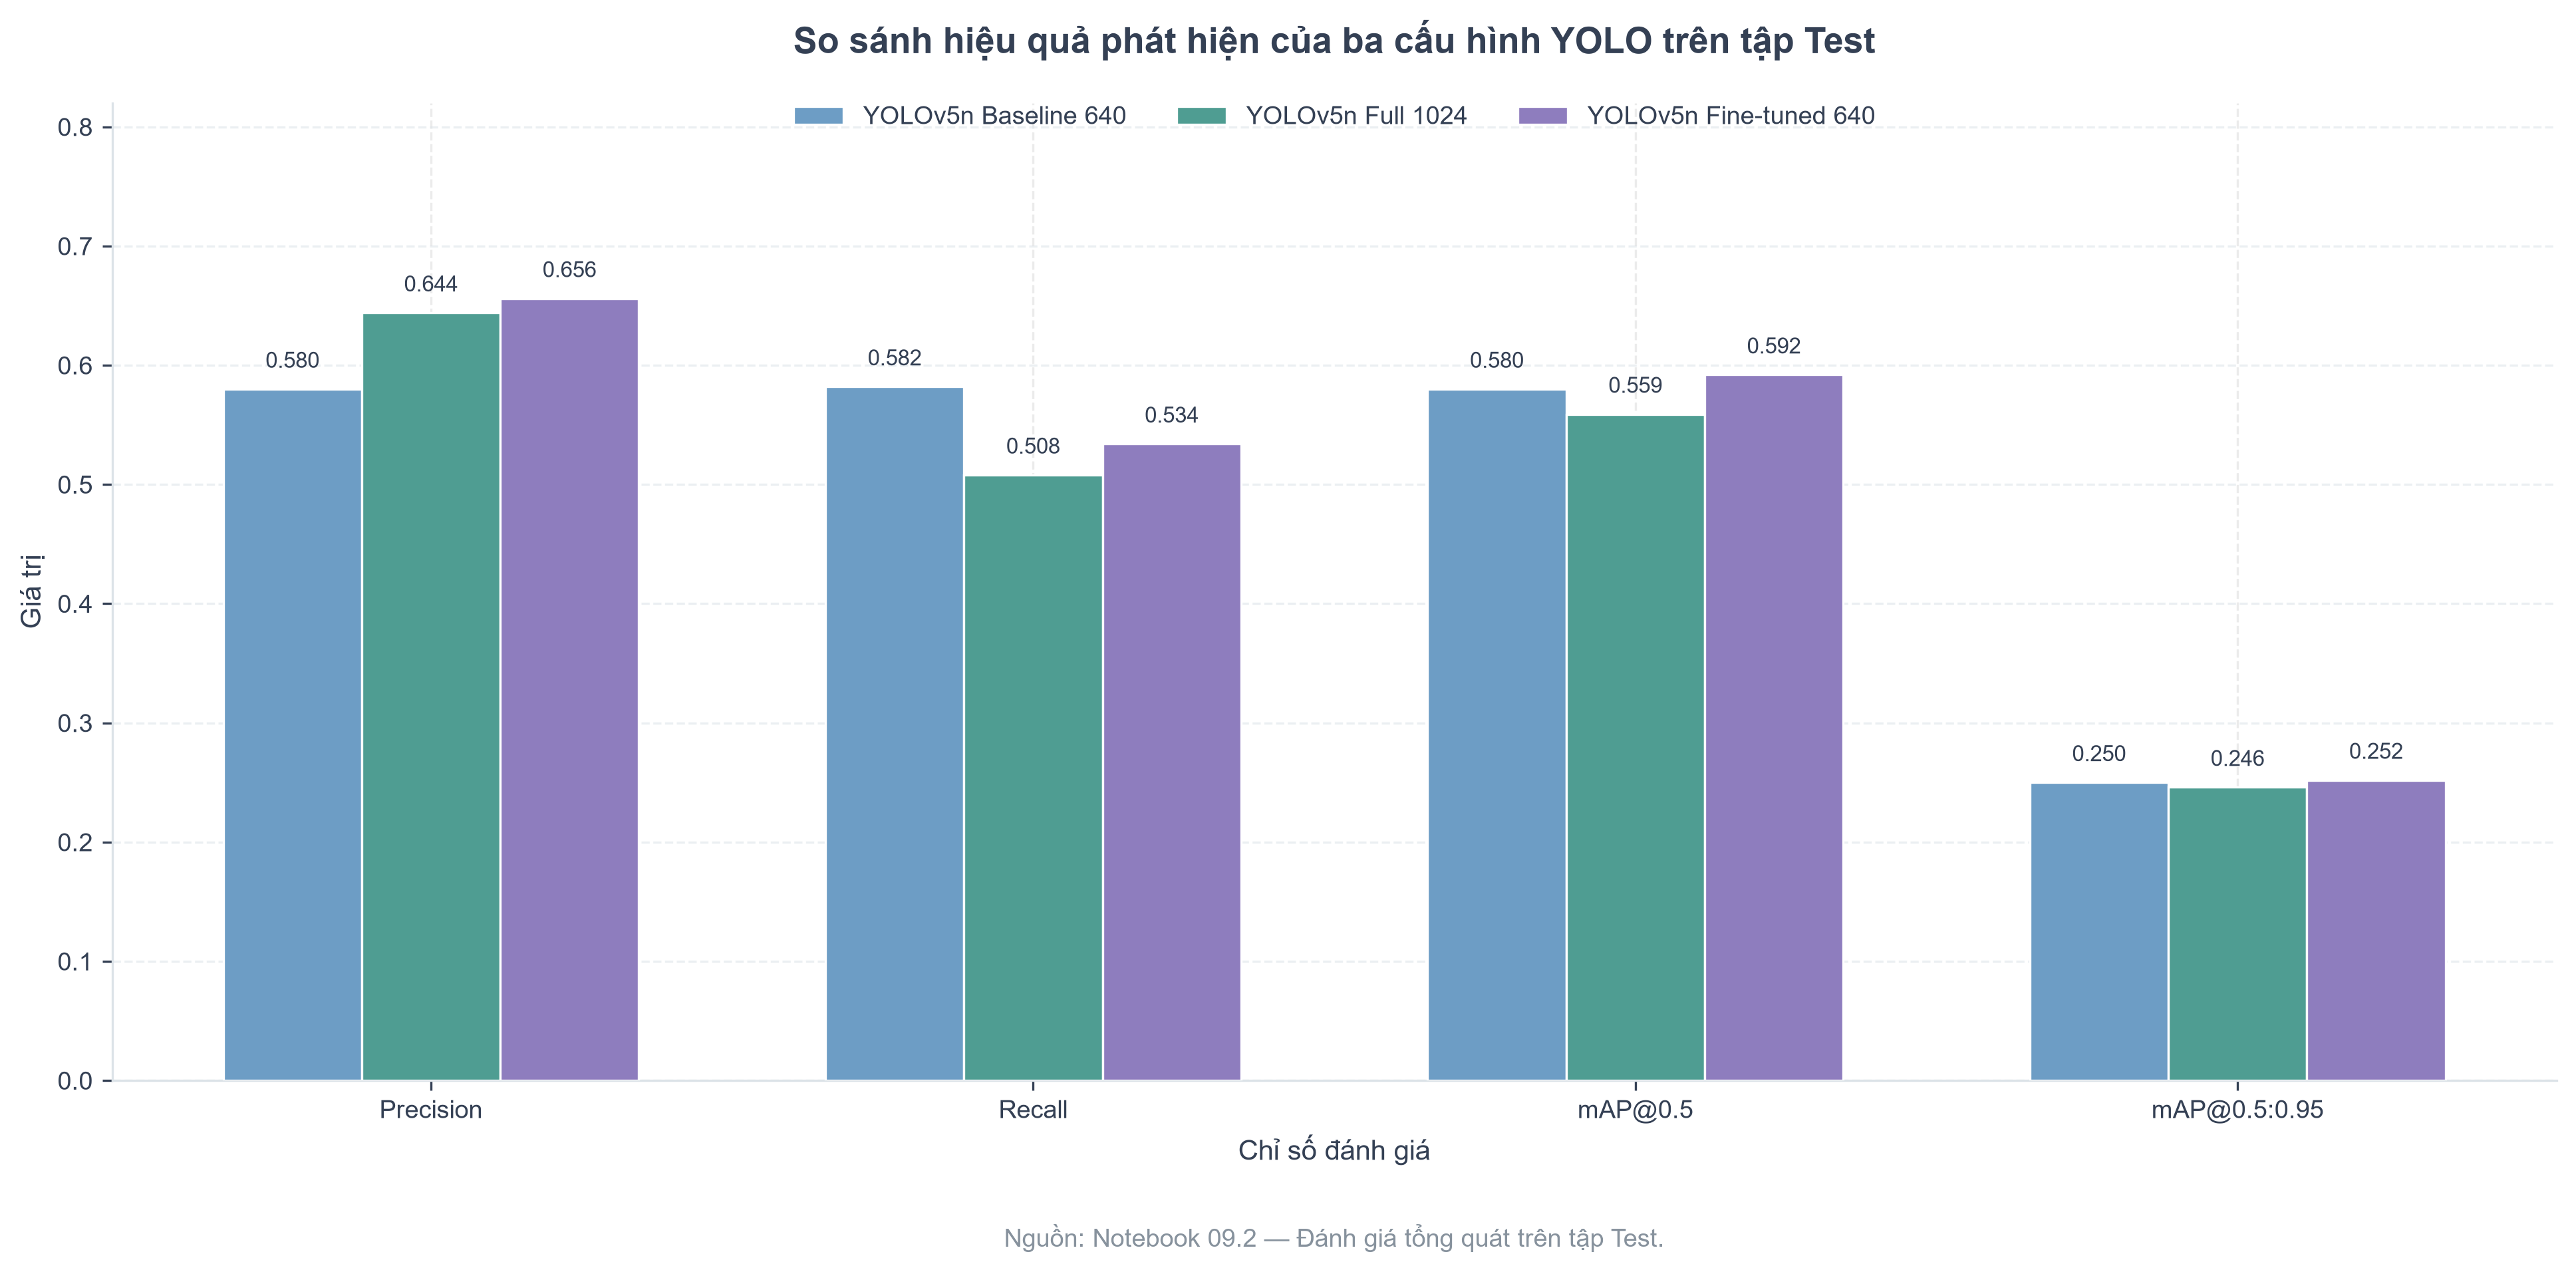 So sánh hiệu quả phát hiện của ba cấu hình YOLO trên tập Test
YOLOv5n Baseline 640
YOLOv5n Full 1024
YOLOv5n Fine-tuned 640
Giá trị
0.8
0.7
0.6
0.5
0.4
0.3
0.2
0.1
0.0
0.580
0.644
0.656
0.582
0.508
0.534
0.580
0.559
0.592
0.250
0.246
0.252
Precision
Recall
mAP@0.5
mAP@0.5:0.95
Chỉ số đánh giá
Nguồn: Notebook 09.2 — Đánh giá tổng quát trên tập Test.